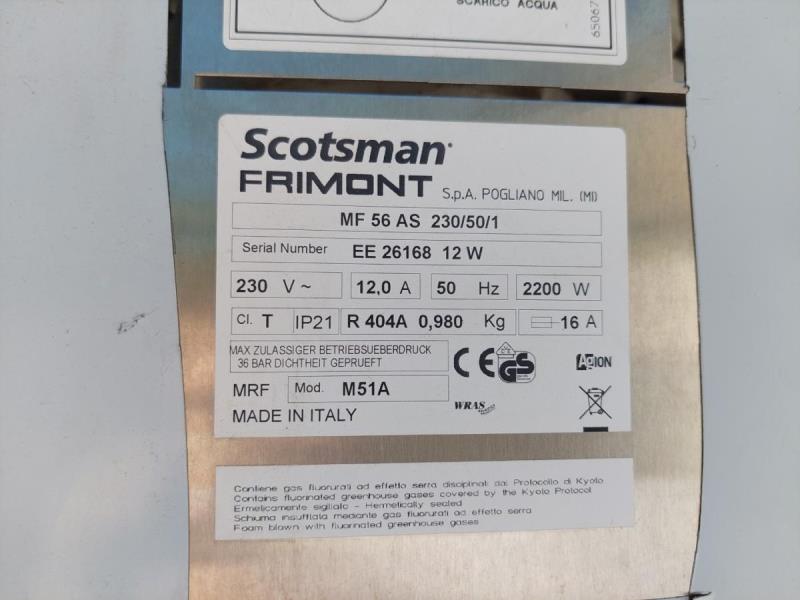 SCARICO ACQUA
65067
Scotsman
FRIMONT S.p.A. POGLIANO MIL. (MI)
MF 56 AS 230/50/1
Serial Number EE 26168 12 W
230 V ~ 12,0 A 50 Hz 2200 W
Cl. T IP21 R 404A 0,980 Kg 16 A
MAX ZULASSIGER BETRIEBSUEBERDRUCK
36 BAR DICHTHEIT GEPRUEFT
CE GS AgION
MRF Mod. M51A
WRAS
MADE IN ITALY
Contiene gas fluorurati ad effetto serra disciplinati dal Protocollo di Kyoto
Contains fluorinated greenhouse gases covered by the Kyoto Protocol
Ermeticamente sigillato - Hermetically sealed
Schiuma insufflata mediante gas fluorurati ad effetto serra
Foam blown with fluorinated greenhouse gases